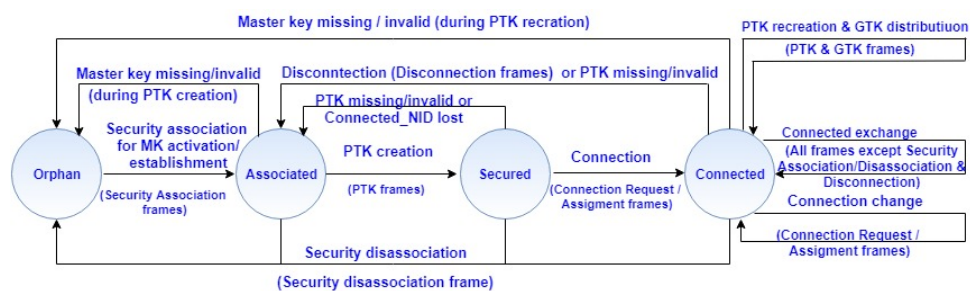 Master key missing / invalid (during PTK recration)
PTK recreation & GTK distributiuon
(PTK & GTK frames)
Master key missing/invalid
(during PTK creation)
Disconntection (Disconnection frames) or PTK missing/invalid
PTK missing/invalid or
Connected_NID lost
Security association
for MK activation/
establishment
(Security Association
frames)
PTK creation
(PTK frames)
Connection
(Connection Request /
Assigment frames)
Connected exchange
(All frames except Security
Association/Disassociation &
Disconnection)
Orphan
Associated
Secured
Connected
Connection change
(Connection Request /
Assigment frames)
Security disassociation
(Security disassociation frame)